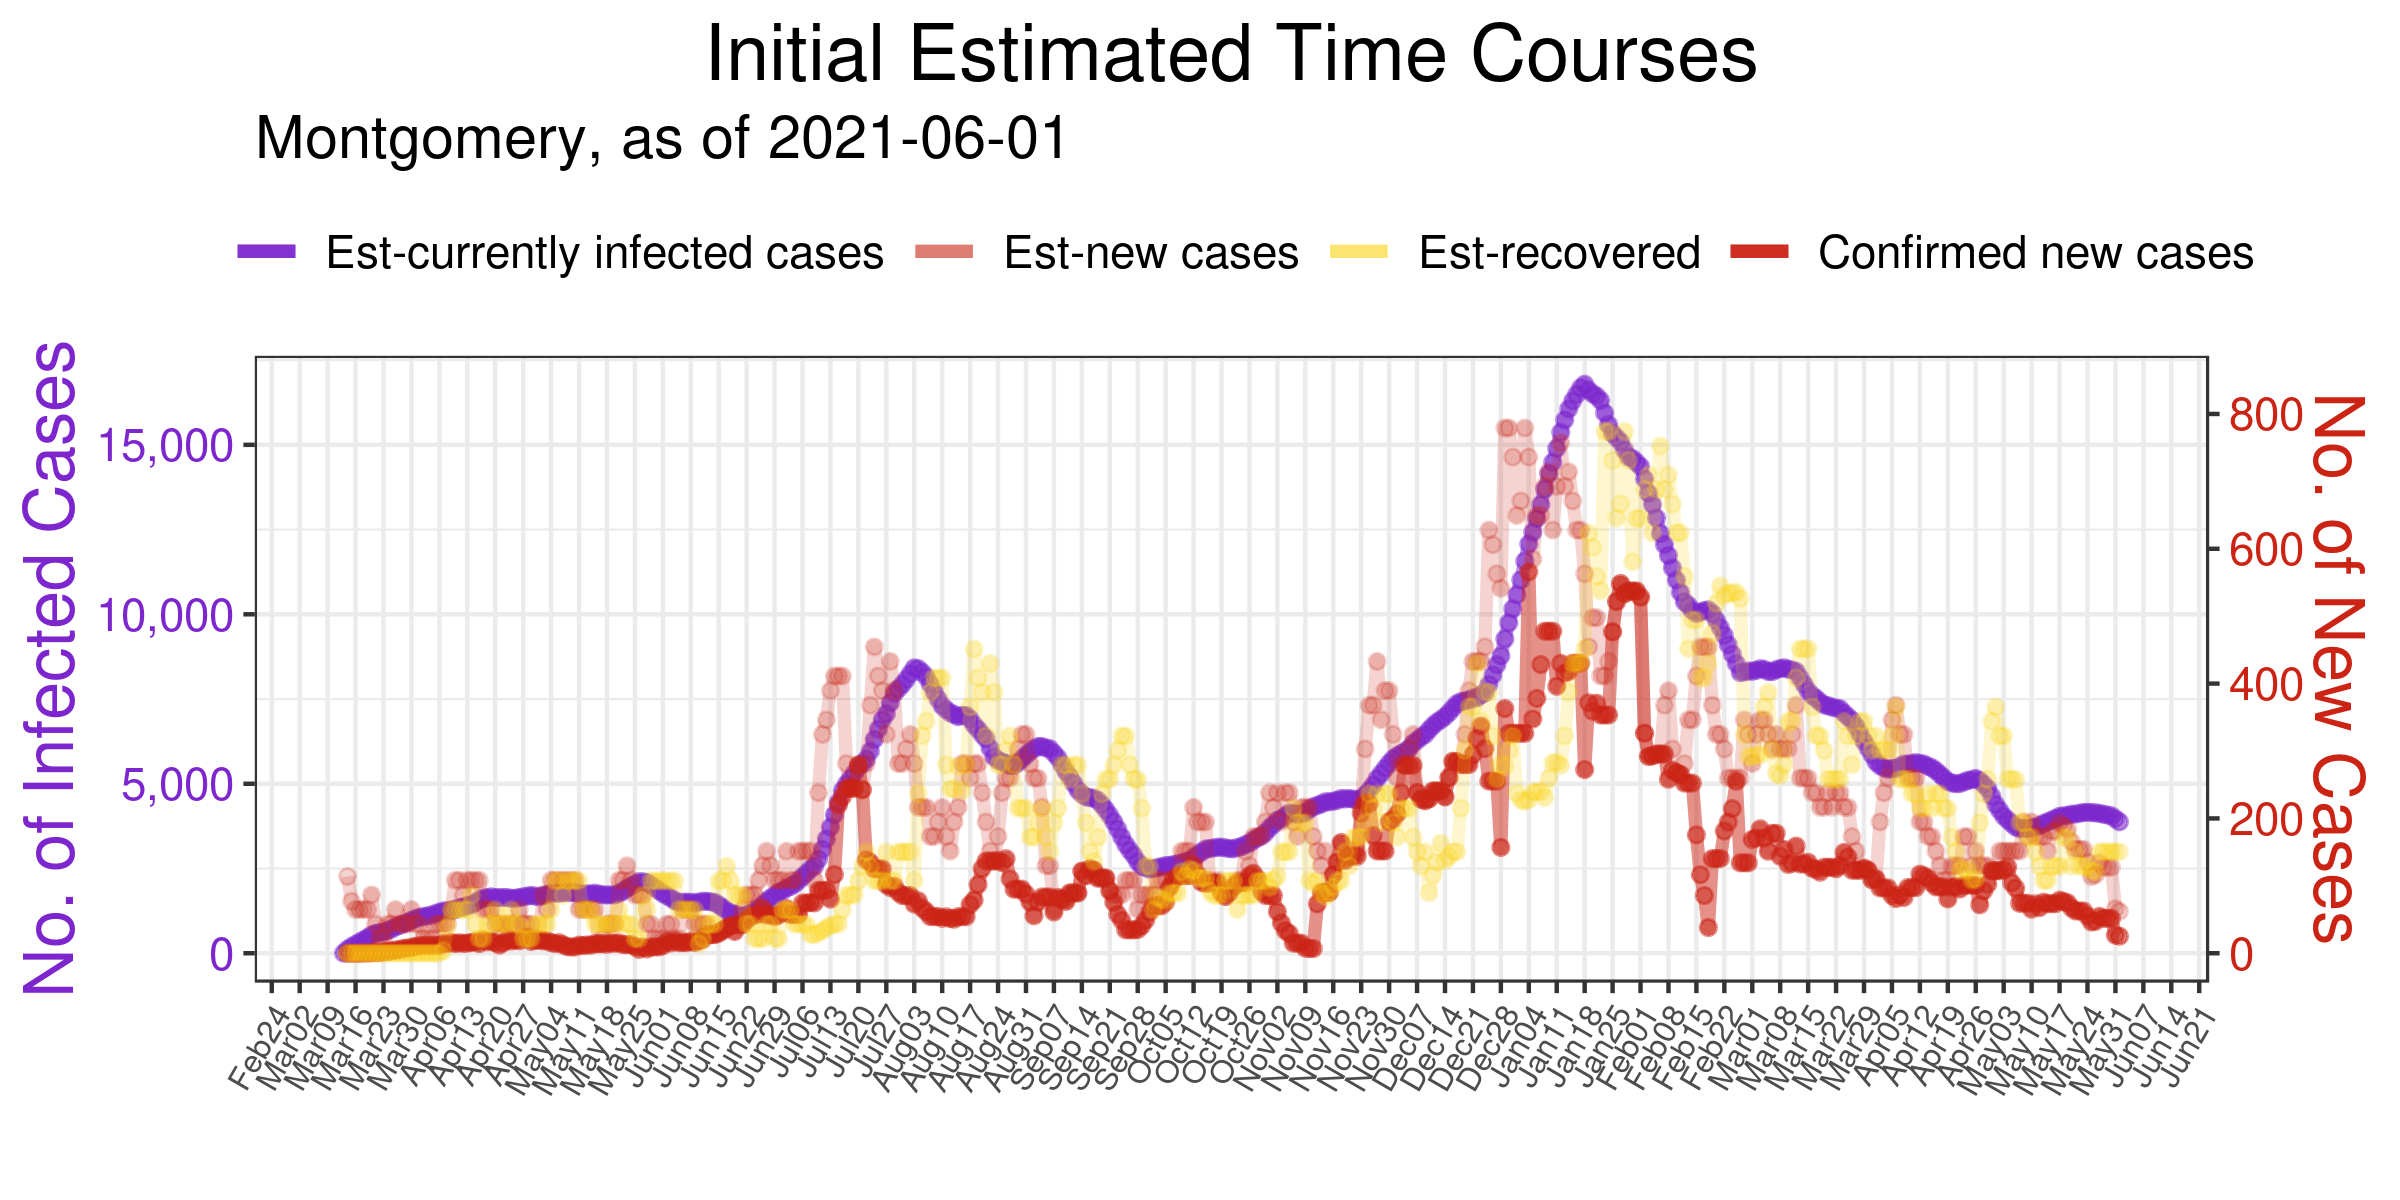 Initial Estimated Time Courses
Montgomery, as of 2021-06-01
Est-currently infected cases Est-new cases Est-recovered Confirmed new cases
No. of Infected Cases
15,000
10,000
5,000
0
800
600
400
200
0
No. of New Cases
Feb24 Mar02 Mar09 Mar16 Mar23 Mar30 Apr06 Apr13 Apr20 Apr27 May04 May11 May18 May25 Jun01 Jun08 Jun15 Jun22 Jun29 Jul06 Jul13 Jul20 Jul27 Aug03 Aug10 Aug17 Aug24 Aug31 Sep07 Sep14 Sep21 Sep28 Oct05 Oct12 Oct19 Oct26 Nov02 Nov09 Nov16 Nov23 Nov30 Dec07 Dec14 Dec21 Dec28 Jan04 Jan11 Jan18 Jan25 Feb01 Feb08 Feb15 Feb22 Mar01 Mar08 Mar15 Mar22 Mar29 Apr05 Apr12 Apr19 Apr26 May03 May10 May17 May24 May31 Jun07 Jun14 Jun21